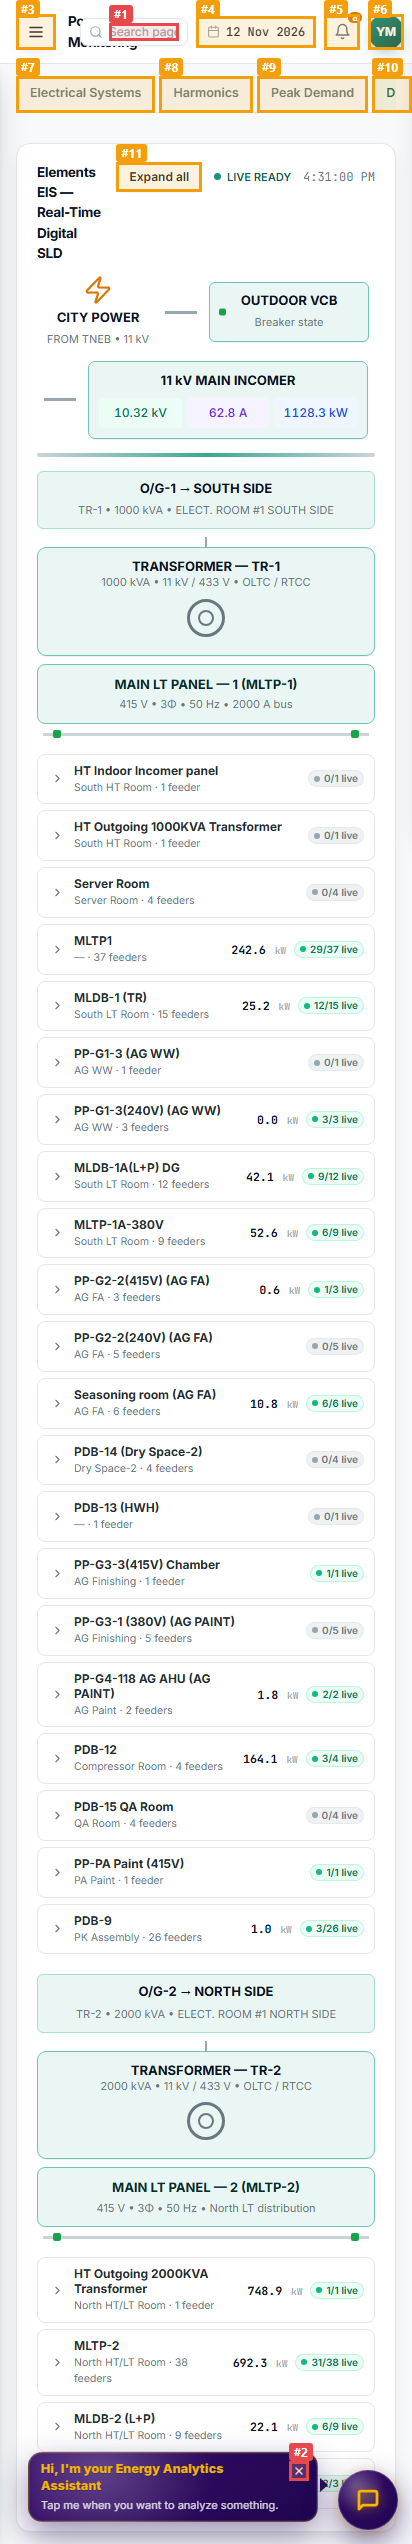 #3
#1
#4
#5
#6
Search page
12 Nov 2026
YM
Monitoring
#7
#8
#9
#10
Electrical Systems
Harmonics
Peak Demand
D
#11
Elements
EIS —
Real-Time
Digital
SLD
Expand all
LIVE READY
4:31:00 PM
CITY POWER
FROM TNEB • 11 kV
OUTDOOR VCB
Breaker state
11 kV MAIN INCOMER
10.32 kV
62.8 A
1128.3 kW
O/G-1 → SOUTH SIDE
TR-1 • 1000 kVA • ELECT. ROOM #1 SOUTH SIDE
TRANSFORMER — TR-1
1000 kVA • 11 kV / 433 V • OLTC / RTCC
MAIN LT PANEL — 1 (MLTP-1)
415 V • 3Φ • 50 Hz • 2000 A bus
HT Indoor Incomer panel
South HT Room · 1 feeder
0/1 live
HT Outgoing 1000KVA Transformer
South HT Room · 1 feeder
0/1 live
Server Room
Server Room · 4 feeders
0/4 live
MLTP1
— · 37 feeders
242.6 kW
29/37 live
MLDB-1 (TR)
South LT Room · 15 feeders
25.2 kW
12/15 live
PP-G1-3 (AG WW)
AG WW · 1 feeder
0/1 live
PP-G1-3(240V) (AG WW)
AG WW · 3 feeders
0.0 kW
3/3 live
MLDB-1A(L+P) DG
South LT Room · 12 feeders
42.1 kW
9/12 live
MLTP-1A-380V
South LT Room · 9 feeders
52.6 kW
6/9 live
PP-G2-2(415V) (AG FA)
AG FA · 3 feeders
0.6 kW
1/3 live
PP-G2-2(240V) (AG FA)
AG FA · 5 feeders
0/5 live
Seasoning room (AG FA)
AG FA · 6 feeders
10.8 kW
6/6 live
PDB-14 (Dry Space-2)
Dry Space-2 · 4 feeders
0/4 live
PDB-13 (HWH)
— · 1 feeder
0/1 live
PP-G3-3(415V) Chamber
AG Finishing · 1 feeder
1/1 live
PP-G3-1 (380V) (AG PAINT)
AG Finishing · 5 feeders
0/5 live
PP-G4-118 AG AHU (AG
PAINT)
AG Paint · 2 feeders
1.8 kW
2/2 live
PDB-12
Compressor Room · 4 feeders
164.1 kW
3/4 live
PDB-15 QA Room
QA Room · 4 feeders
0/4 live
PP-PA Paint (415V)
PA Paint · 1 feeder
1/1 live
PDB-9
PK Assembly · 26 feeders
1.0 kW
3/26 live
O/G-2 → NORTH SIDE
TR-2 • 2000 kVA • ELECT. ROOM #1 NORTH SIDE
TRANSFORMER — TR-2
2000 kVA • 11 kV / 433 V • OLTC / RTCC
MAIN LT PANEL — 2 (MLTP-2)
415 V • 3Φ • 50 Hz • North LT distribution
HT Outgoing 2000KVA
Transformer
North HT/LT Room · 1 feeder
748.9 kW
1/1 live
MLTP-2
North HT/LT Room · 38
feeders
692.3 kW
31/38 live
MLDB-2 (L+P)
North HT/LT Room · 9 feeders
22.1 kW
6/9 live
#2
Hi, I'm your Energy Analytics
Assistant
Tap me when you want to analyze something.
live